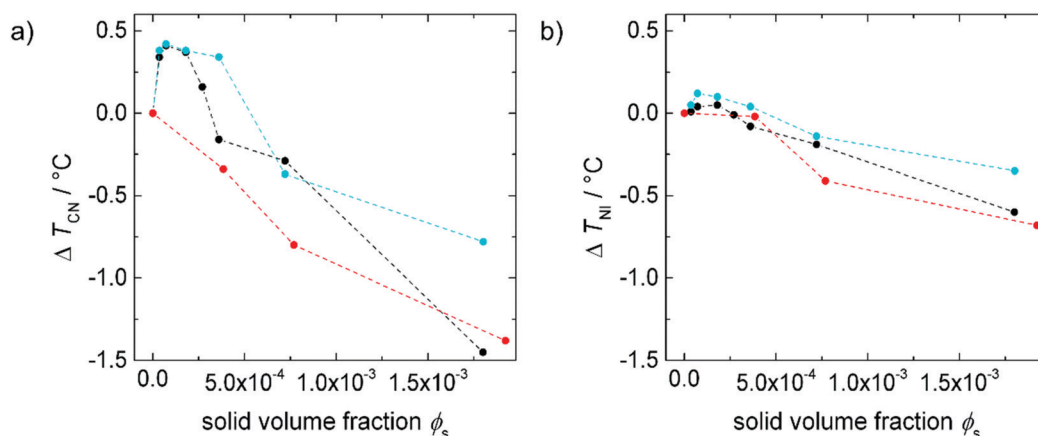 a)
0.5
0.0
-0.5
-1.0
-1.5
Δ T_CN / °C
0.0 5.0x10⁻⁴ 1.0x10⁻³ 1.5x10⁻³
solid volume fraction ϕ_s
b)
0.5
0.0
-0.5
-1.0
-1.5
Δ T_NI / °C
0.0 5.0x10⁻⁴ 1.0x10⁻³ 1.5x10⁻³
solid volume fraction ϕ_s